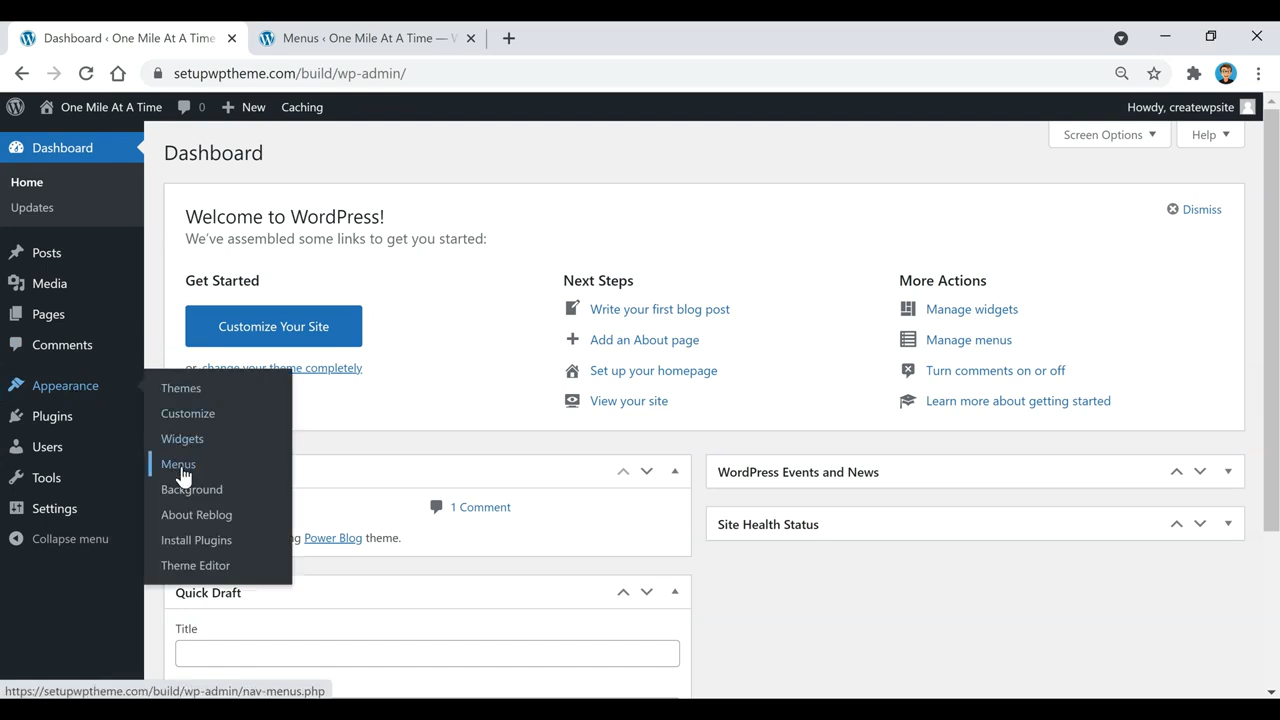 Dashboard ‹ One Mile At A Time
Menus ‹ One Mile At A Time —
setupwptheme.com/build/wp-admin/
One Mile At A Time 0 New Caching Howdy, createwpsite
Screen Options Help
Dashboard
Home
Updates
Posts
Media
Pages
Comments
Appearance
Plugins
Users
Tools
Settings
Collapse menu
Themes
Customize
Widgets
Menus
Background
About Reblog
Install Plugins
Theme Editor
Dashboard
Welcome to WordPress!
Dismiss
We've assembled some links to get you started:
Get Started
Customize Your Site
or change your theme completely
Next Steps
Write your first blog post
Add an About page
Set up your homepage
View your site
More Actions
Manage widgets
Manage menus
Turn comments on or off
Learn more about getting started
1 Comment
Power Blog theme.
WordPress Events and News
Site Health Status
Quick Draft
Title
https://setupwptheme.com/build/wp-admin/nav-menus.php